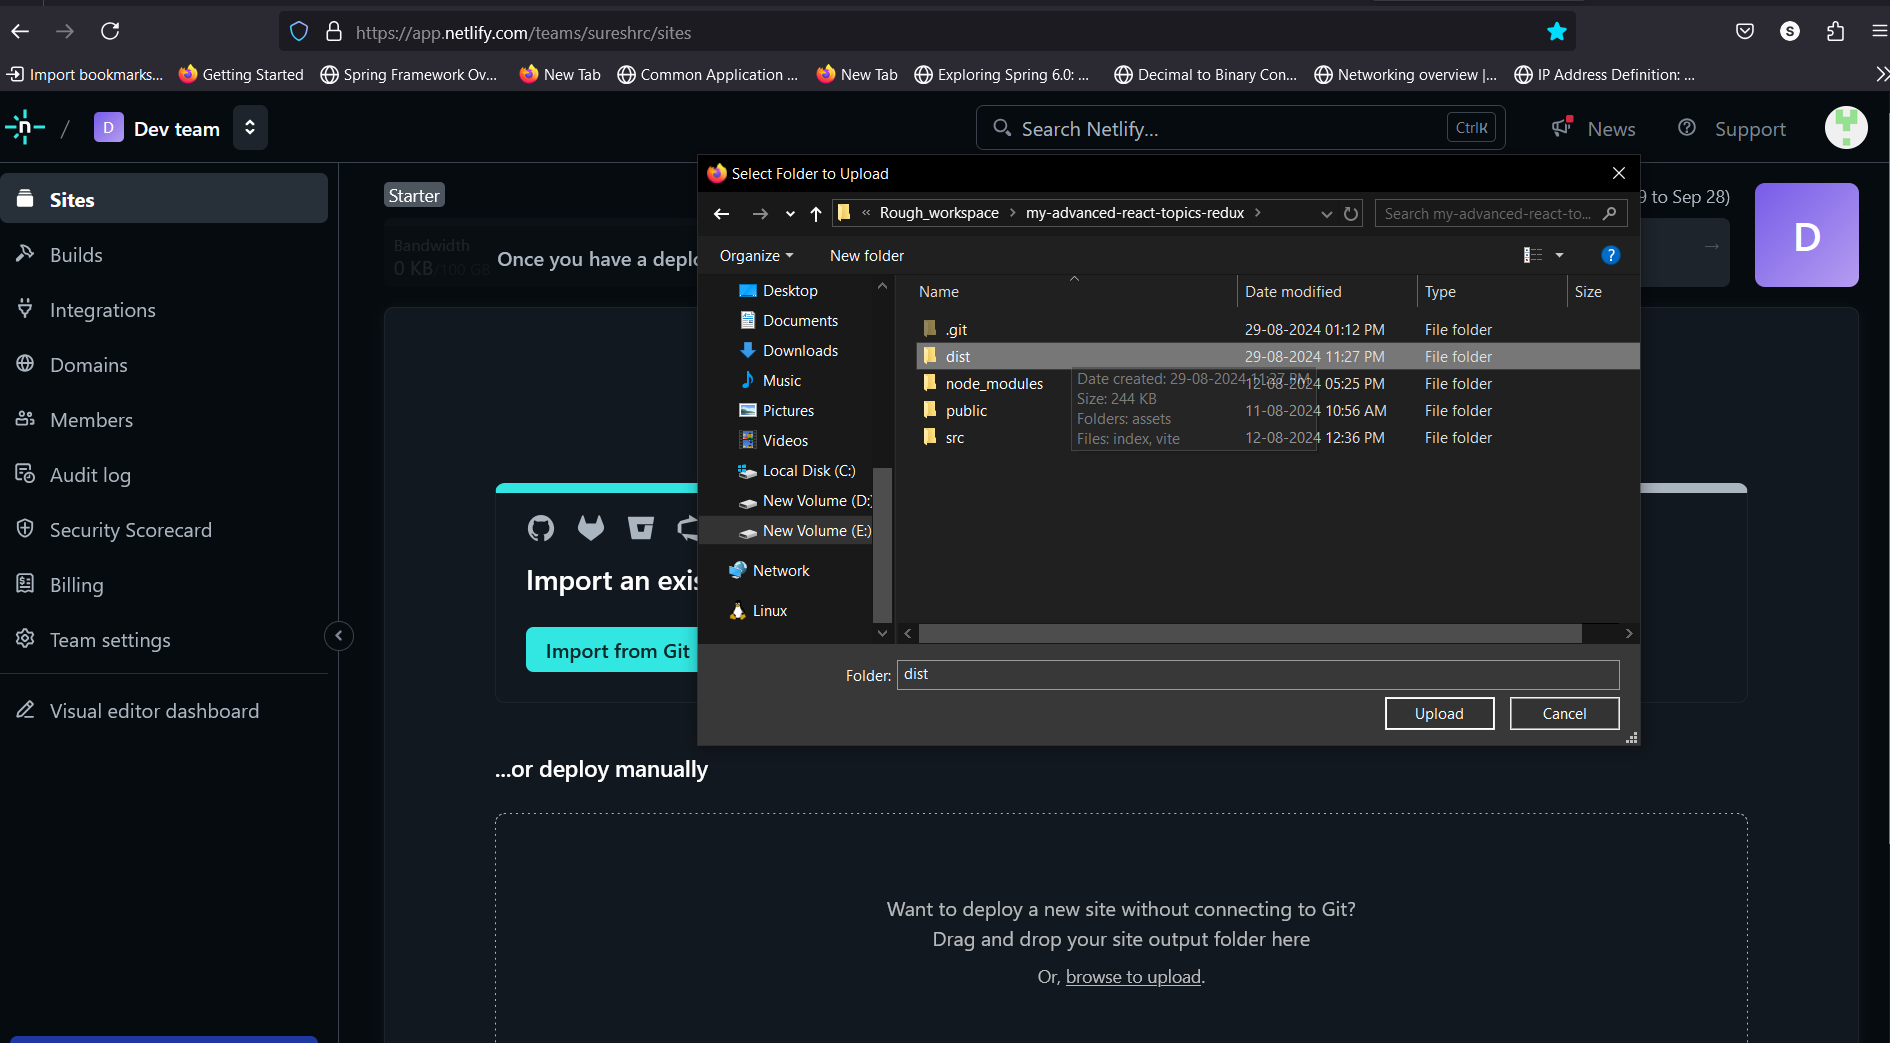 https://app.netlify.com/teams/sureshrc/sites
S
Import bookmarks...
Getting Started
Spring Framework Ov...
New Tab
Common Application ...
New Tab
Exploring Spring 6.0: ...
Decimal to Binary Con...
Networking overview |...
IP Address Definition: ...
/
D
Dev team
Search Netlify...
CtrlK
News
Support
Sites
Builds
Integrations
Domains
Members
Audit log
Security Scorecard
Billing
Team settings
Visual editor dashboard
Starter
9 to Sep 28)
D
Bandwidth
0 KB/100 GB
Once you have a deplo
Import an exis
Import from Git
Select Folder to Upload
« Rough_workspace > my-advanced-react-topics-redux >
Search my-advanced-react-to...
Organize
New folder
Desktop
Documents
Downloads
Music
Pictures
Videos
Local Disk (C:)
New Volume (D:)
New Volume (E:)
Network
Linux
Name Date modified Type Size
.git 29-08-2024 01:12 PM File folder
dist 29-08-2024 11:27 PM File folder
node_modules 12-08-2024 05:25 PM File folder
public 11-08-2024 10:56 AM File folder
src 12-08-2024 12:36 PM File folder
Date created: 29-08-2024 11:27 PM
Size: 244 KB
Folders: assets
Files: index, vite
Folder: dist
Upload
Cancel
...or deploy manually
Want to deploy a new site without connecting to Git?
Drag and drop your site output folder here
Or, browse to upload.